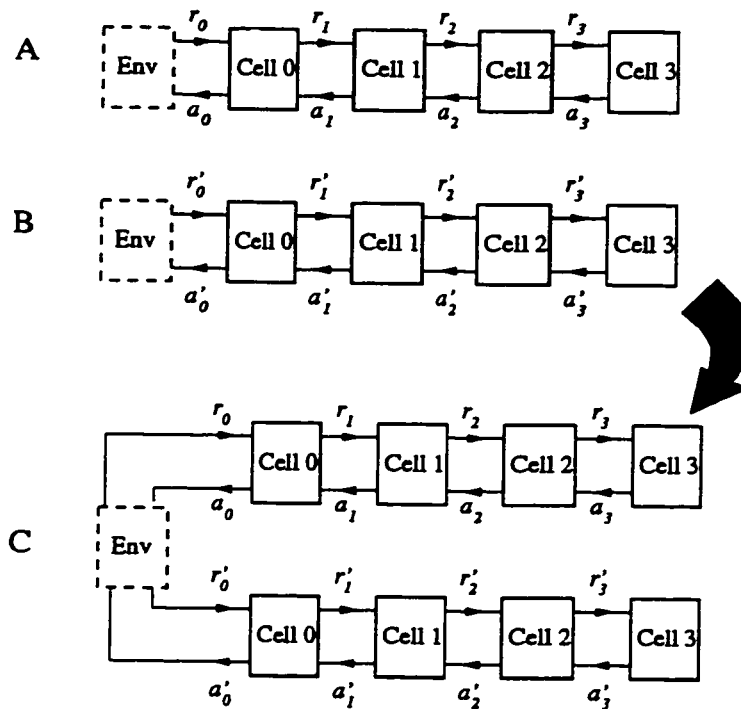 r₀ r₁ r₂ r₃
A Env Cell 0 Cell 1 Cell 2 Cell 3
a₀ a₁ a₂ a₃
r'₀ r'₁ r'₂ r'₃
B Env Cell 0 Cell 1 Cell 2 Cell 3
a'₀ a'₁ a'₂ a'₃
r₀ r₁ r₂ r₃
Cell 0 Cell 1 Cell 2 Cell 3
a₀ a₁ a₂ a₃
C Env
r'₀ r'₁ r'₂ r'₃
Cell 0 Cell 1 Cell 2 Cell 3
a'₀ a'₁ a'₂ a'₃